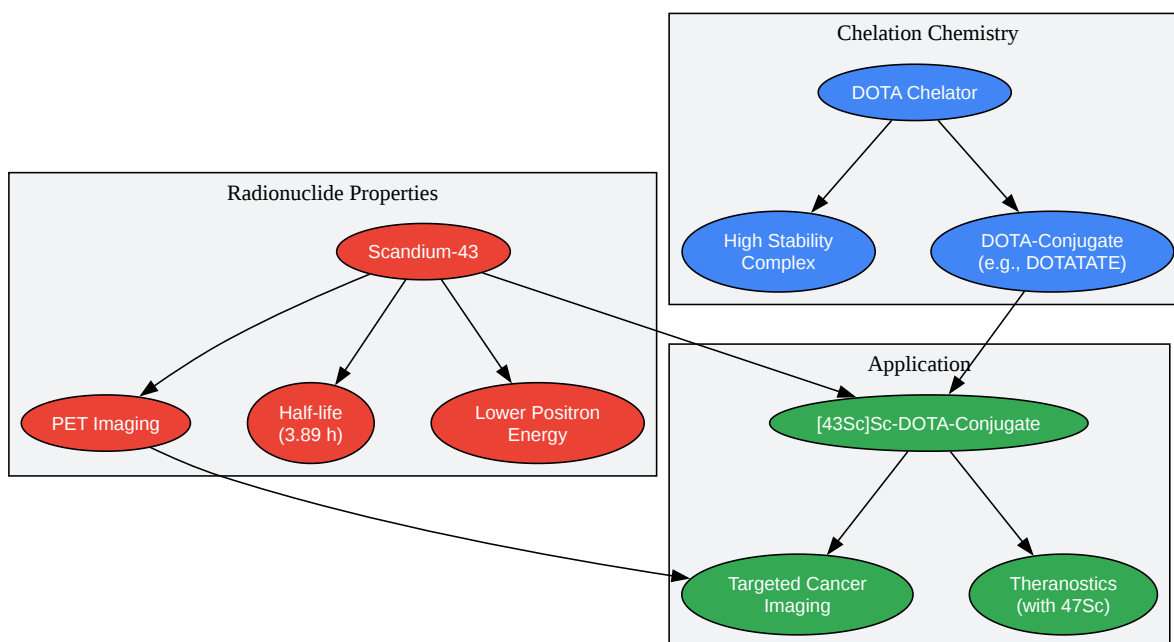 Chelation Chemistry
DOTA Chelator
High Stability
Complex
DOTA-Conjugate
(e.g., DOTATATE)
Radionuclide Properties
Scandium-43
PET Imaging
Half-life
(3.89 h)
Lower Positron
Energy
Application
[43Sc]Sc-DOTA-Conjugate
Targeted Cancer
Imaging
Theranostics
(with 47Sc)